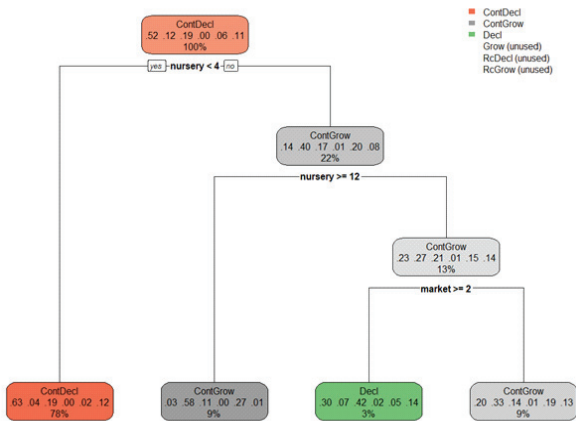 ContDecl
.52 .12 .19 .00 .06 .11
100%
yes nursery < 4 no
ContDecl
ContGrow
Decl
Grow (unused)
RcDecl (unused)
RcGrow (unused)
ContGrow
.14 .40 .17 .01 .20 .08
22%
nursery >= 12
ContGrow
.23 .27 .21 .01 .15 .14
13%
market >= 2
ContDecl
.63 .04 .19 .00 .02 .12
78%
ContGrow
.03 .58 .11 .00 .27 .01
9%
Decl
.30 .07 .42 .02 .05 .14
3%
ContGrow
.20 .33 .14 .01 .19 .13
9%